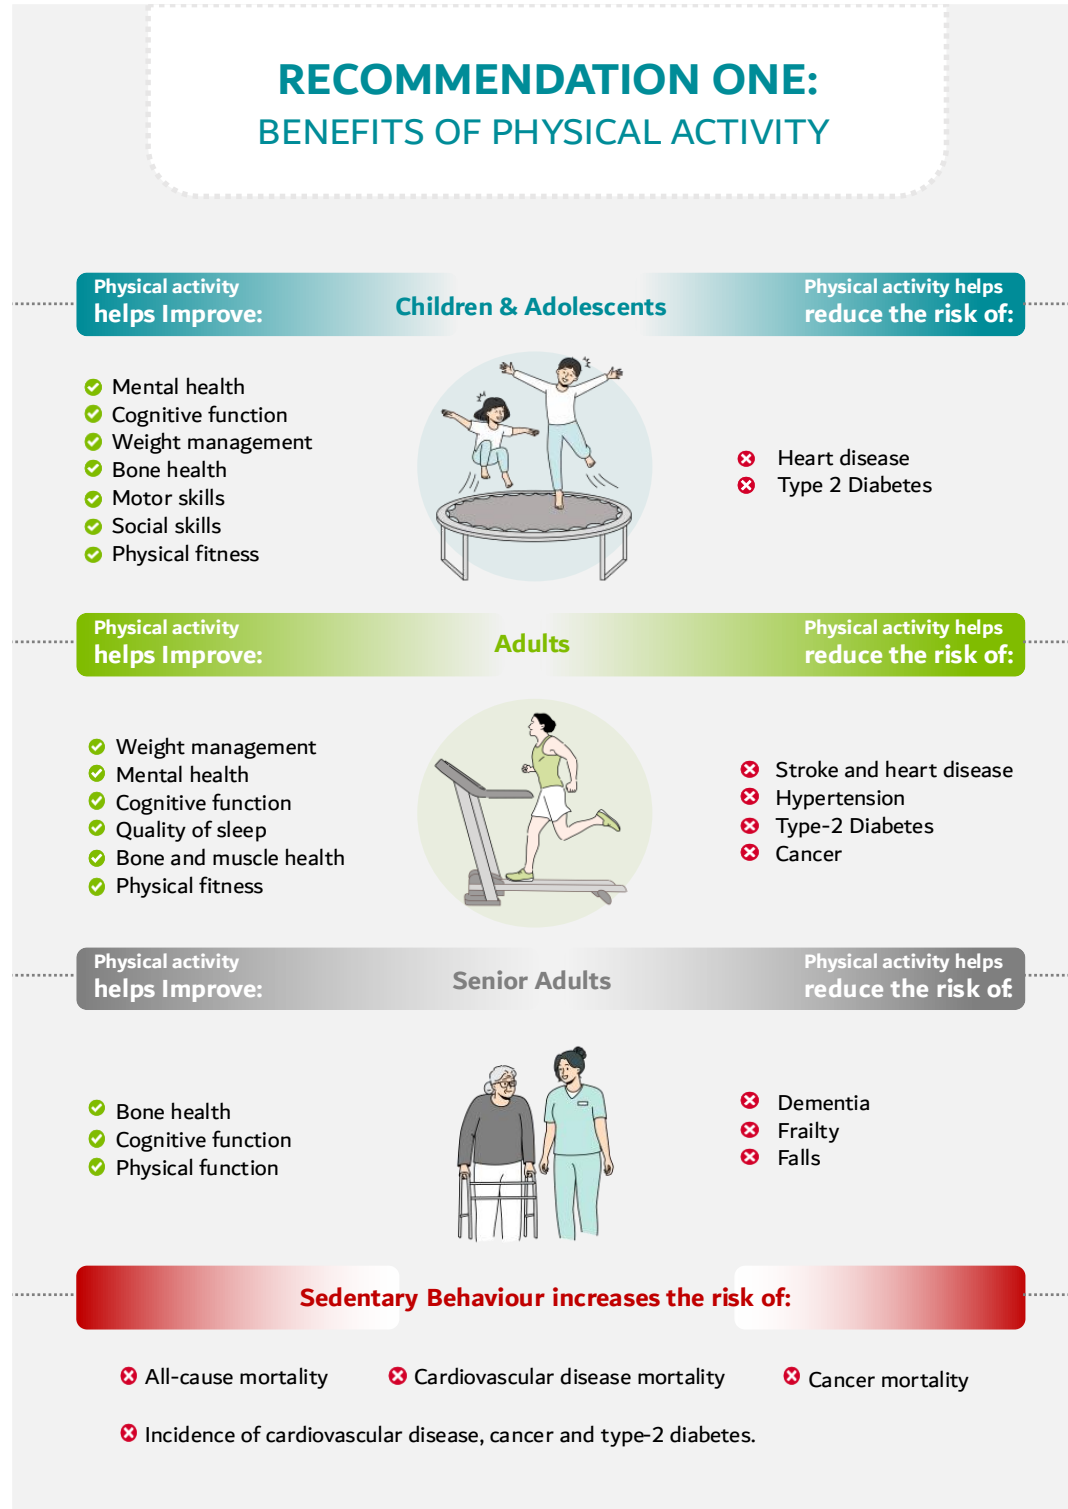 RECOMMENDATION ONE:
BENEFITS OF PHYSICAL ACTIVITY
Physical activity
helps Improve:
Children & Adolescents
Physical activity helps
reduce the risk of:
Mental health
Cognitive function
Weight management
Bone health
Motor skills
Social skills
Physical fitness
Heart disease
Type 2 Diabetes
Physical activity
helps Improve:
Adults
Physical activity helps
reduce the risk of:
Weight management
Mental health
Cognitive function
Quality of sleep
Bone and muscle health
Physical fitness
Stroke and heart disease
Hypertension
Type-2 Diabetes
Cancer
Physical activity
helps Improve:
Senior Adults
Physical activity helps
reduce the risk of:
Bone health
Cognitive function
Physical function
Dementia
Frailty
Falls
Sedentary Behaviour increases the risk of:
All-cause mortality
Cardiovascular disease mortality
Cancer mortality
Incidence of cardiovascular disease, cancer and type-2 diabetes.